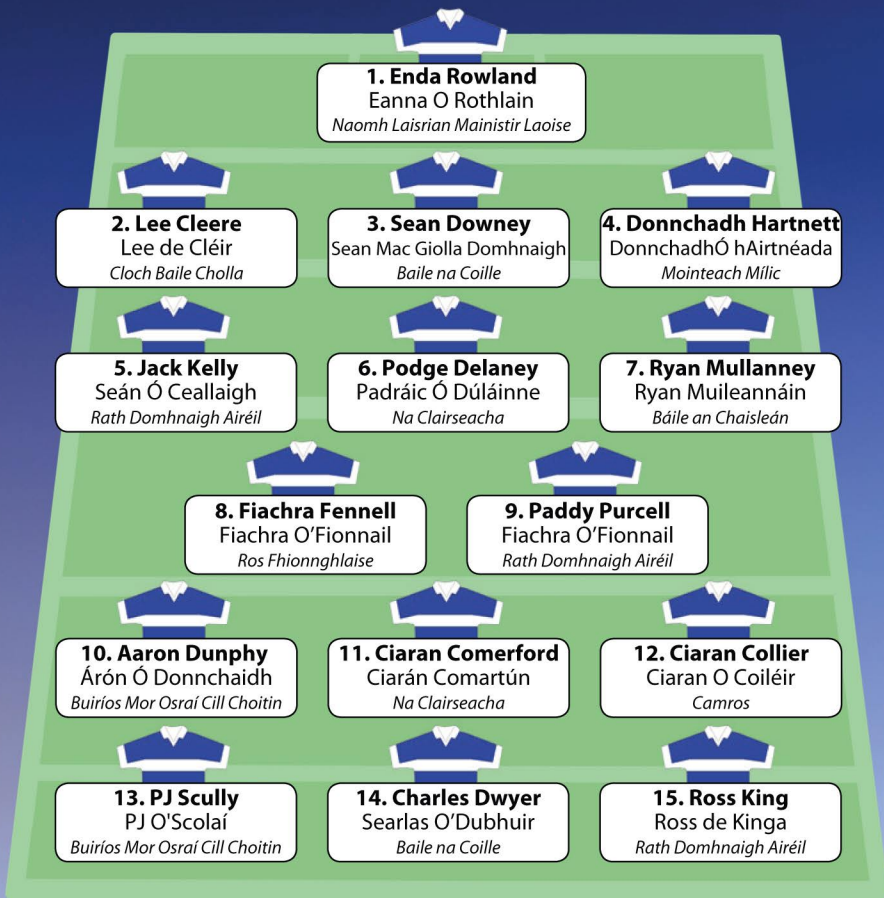 1. Enda Rowland
Eanna O Rothlain
Naomh Laisrian Mainistir Laoise
2. Lee Cleere
Lee de Cléir
Cloch Baile Cholla
3. Sean Downey
Sean Mac Giolla Domhnaigh
Baile na Coille
4. Donnchadh Hartnett
DonnchadhÓ hAirtnéada
Mointeach Mílic
5. Jack Kelly
Seán Ó Ceallaigh
Rath Domhnaigh Airéil
6. Podge Delaney
Padráic Ó Dúláinne
Na Clairseacha
7. Ryan Mullanney
Ryan Muileannáin
Báile an Chaisleán
8. Fiachra Fennell
Fiachra O'Fionnail
Ros Fhionnghlaise
9. Paddy Purcell
Fiachra O'Fionnail
Rath Domhnaigh Airéil
10. Aaron Dunphy
Árón Ó Donnchaidh
Buiríos Mor Osraí Cill Choitin
11. Ciaran Comerford
Ciarán Comartún
Na Clairseacha
12. Ciaran Collier
Ciaran O Coiléir
Camros
13. PJ Scully
PJ O'Scolaí
Buiríos Mor Osraí Cill Choitin
14. Charles Dwyer
Searlas O'Dubhuir
Baile na Coille
15. Ross King
Ross de Kinga
Rath Domhnaigh Airéil